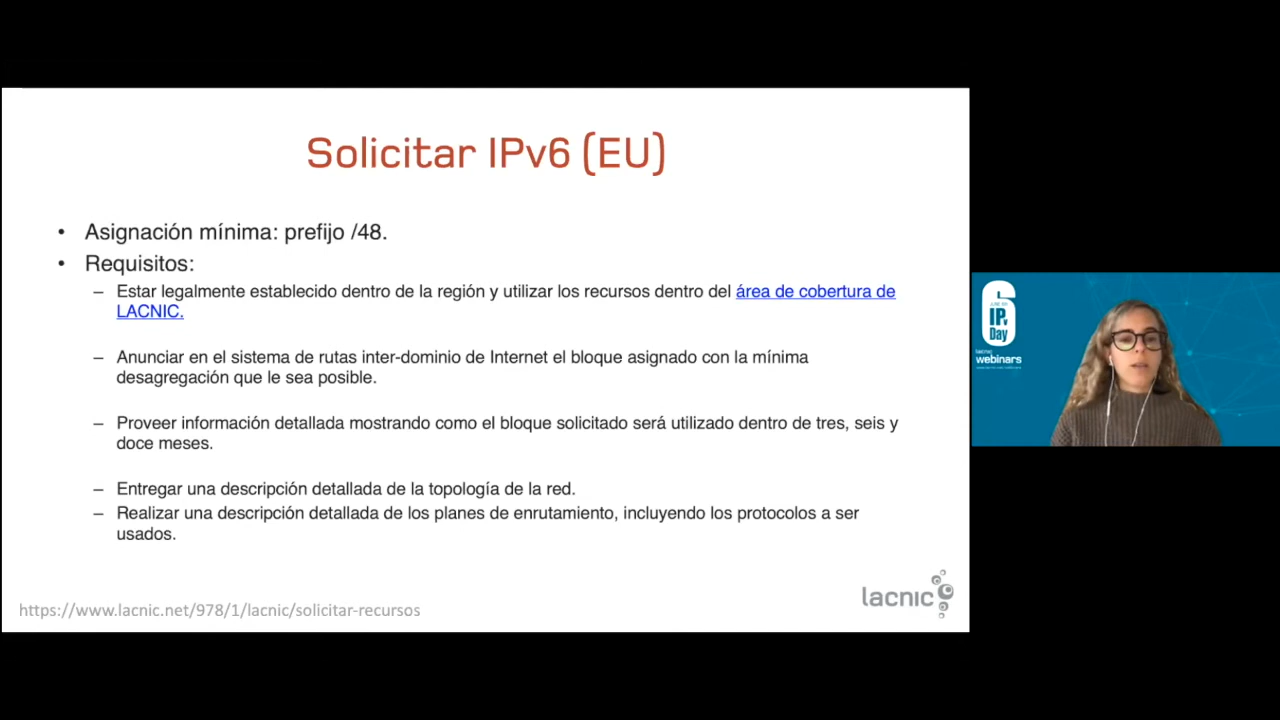 Solicitar IPv6 (EU)
• Asignación mínima: prefijo /48.
• Requisitos:
– Estar legalmente establecido dentro de la región y utilizar los recursos dentro del área de cobertura de
LACNIC.
– Anunciar en el sistema de rutas inter-dominio de Internet el bloque asignado con la mínima
desagregación que le sea posible.
– Proveer información detallada mostrando como el bloque solicitado será utilizado dentro de tres, seis y
doce meses.
– Entregar una descripción detallada de la topología de la red.
– Realizar una descripción detallada de los planes de enrutamiento, incluyendo los protocolos a ser
usados.
https://www.lacnic.net/978/1/lacnic/solicitar-recursos
lacnic
6
IPv
Day
webinars